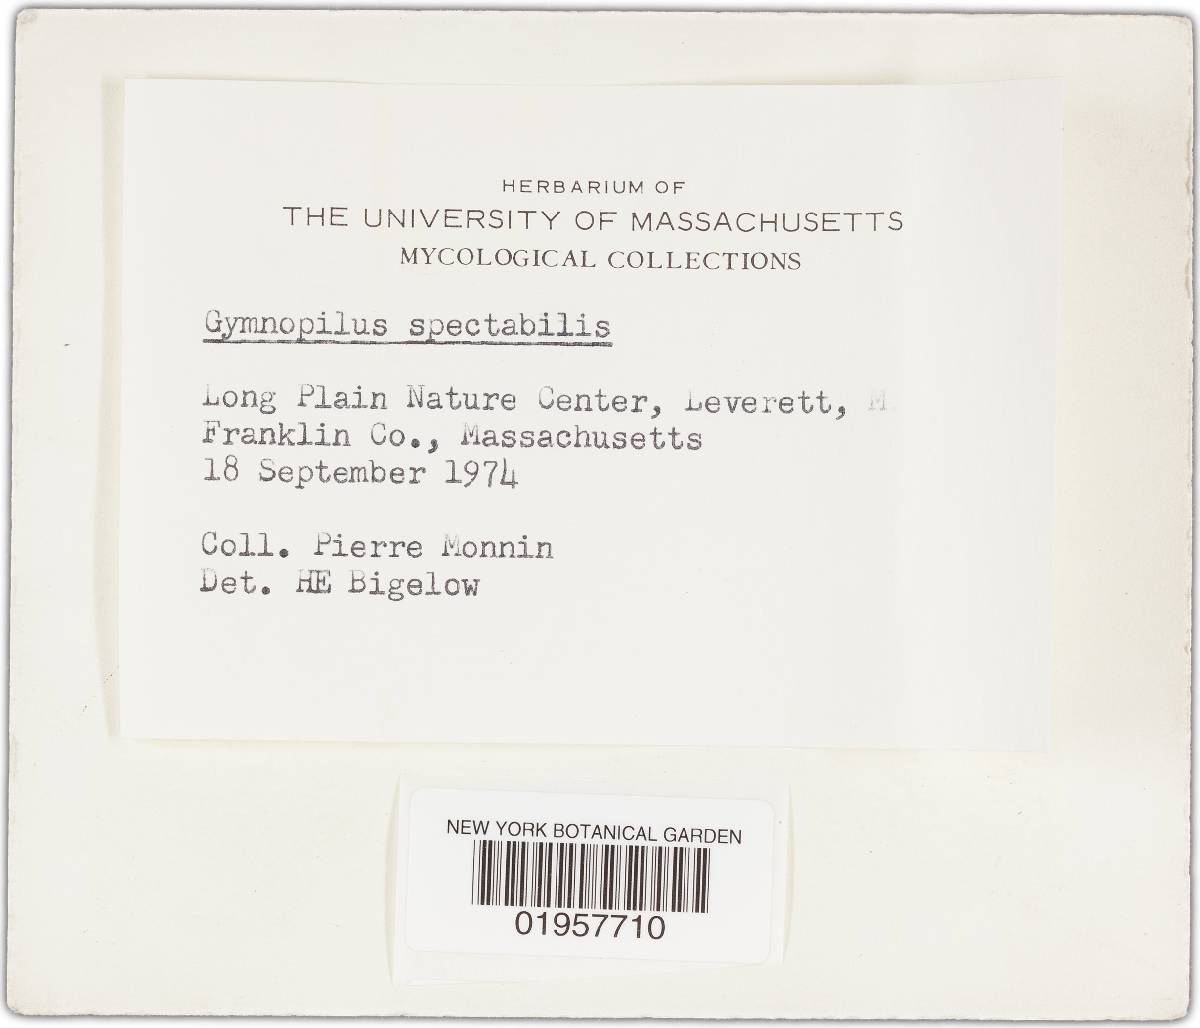 HERBARIUM OF
THE UNIVERSITY OF MASSACHUSETTS
MYCOLOGICAL COLLECTIONS
Gymnopilus spectabilis
Long Plain Nature Center, Leverett, M
Franklin Co., Massachusetts
18 September 1974
Coll. Pierre Monnin
Det. HE Bigelow
NEW YORK BOTANICAL GARDEN
01957710